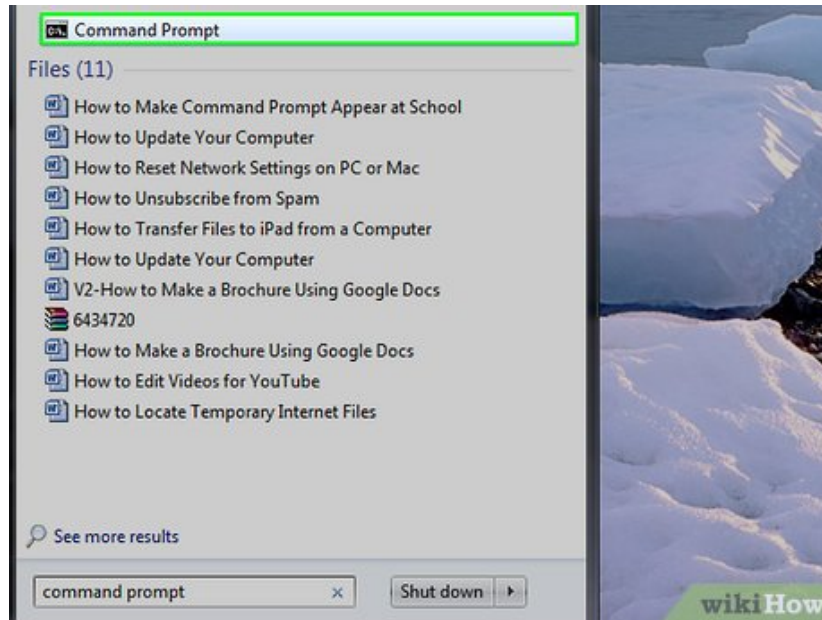 Command Prompt
Files (11)
How to Make Command Prompt Appear at School
How to Update Your Computer
How to Reset Network Settings on PC or Mac
How to Unsubscribe from Spam
How to Transfer Files to iPad from a Computer
How to Update Your Computer
V2-How to Make a Brochure Using Google Docs
6434720
How to Make a Brochure Using Google Docs
How to Edit Videos for YouTube
How to Locate Temporary Internet Files
See more results
command prompt
Shut down
wikiHow